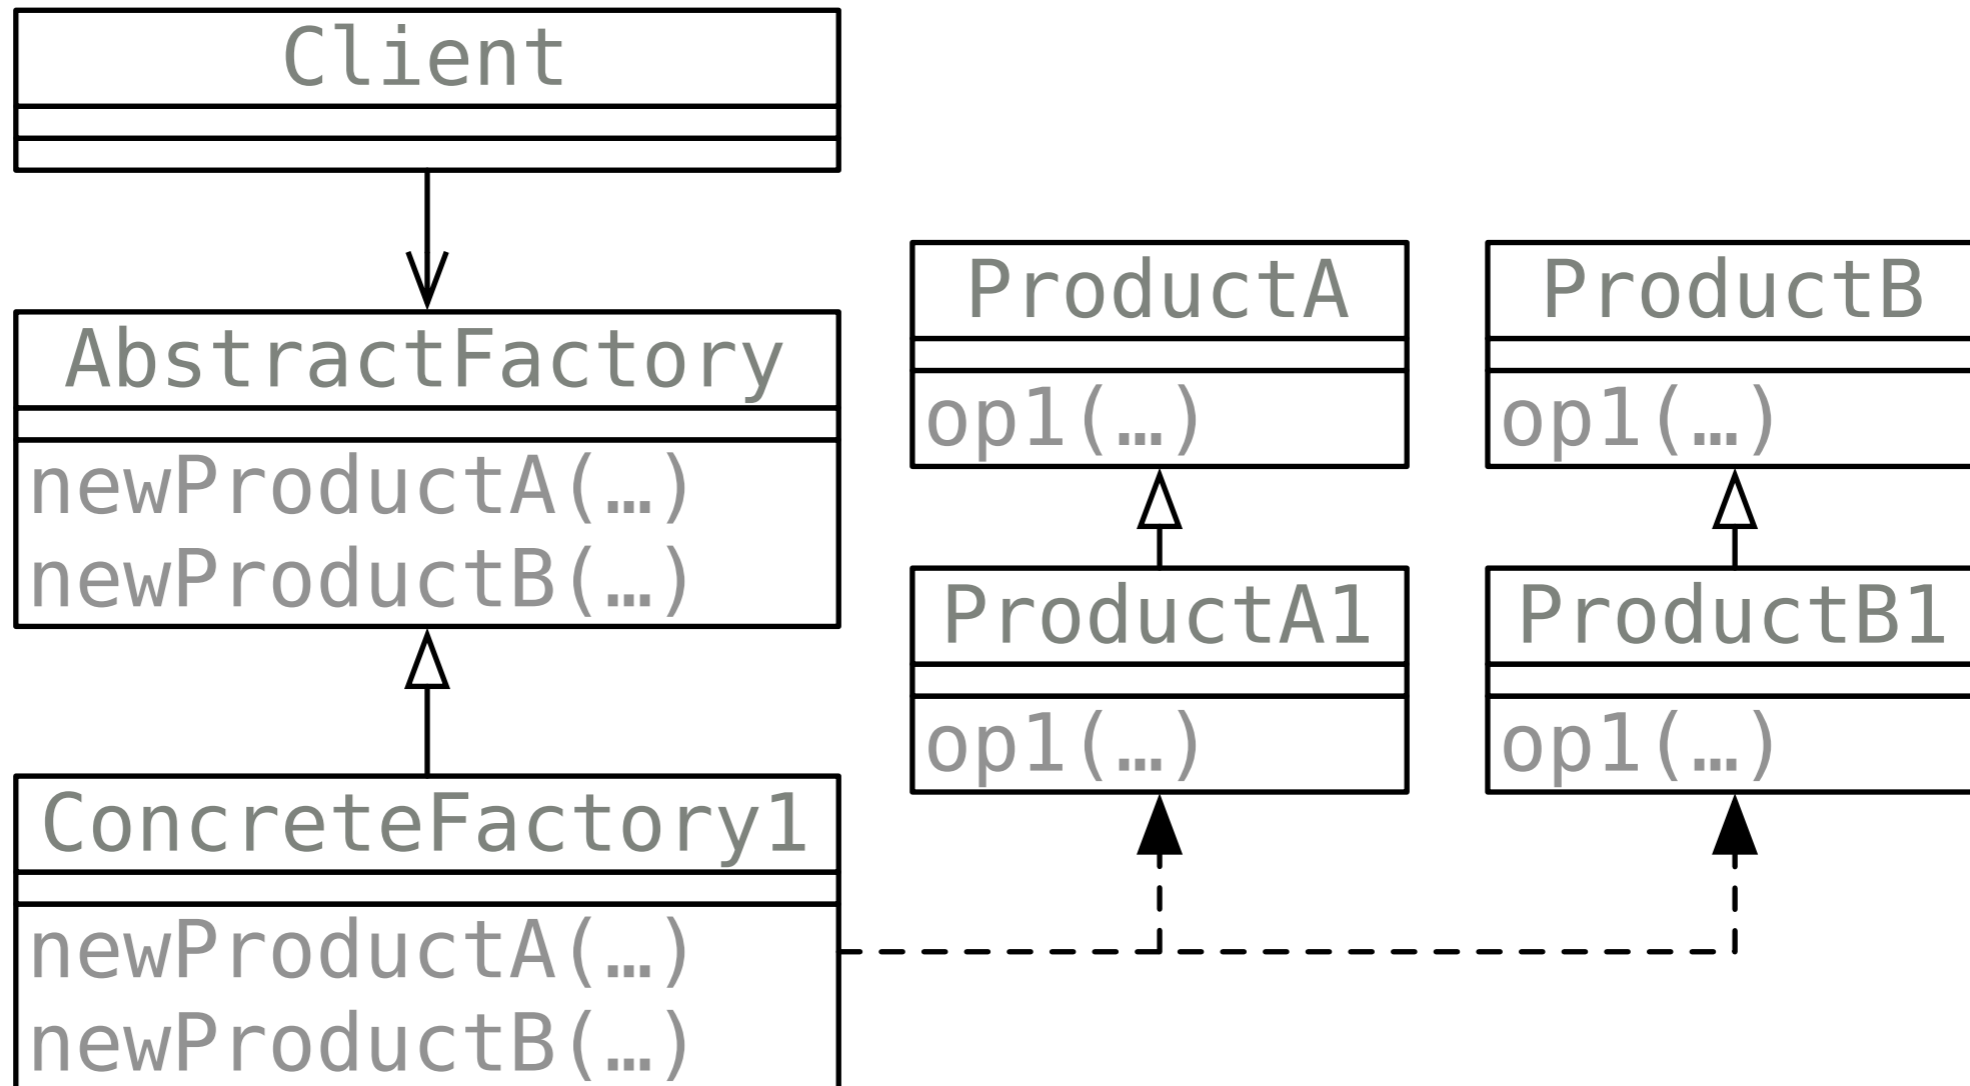 Client
AbstractFactory
newProductA(…)
newProductB(…)
ConcreteFactory1
newProductA(…)
newProductB(…)
ProductA
op1(…)
ProductA1
op1(…)
ProductB
op1(…)
ProductB1
op1(…)